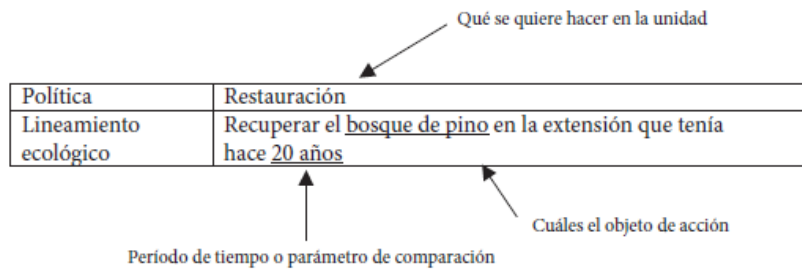 Qué se quiere hacer en la unidad
Política
Restauración
Lineamiento
ecológico
Recuperar el bosque de pino en la extensión que tenía
hace 20 años
Cuáles el objeto de acción
Período de tiempo o parámetro de comparación